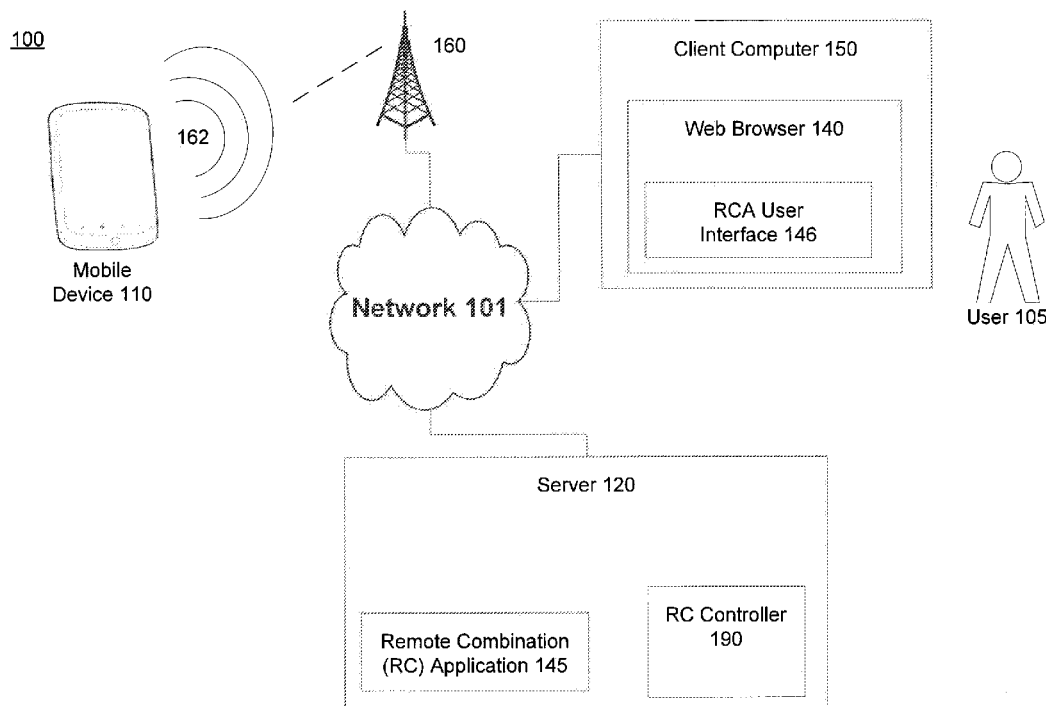 100
160
162
Mobile
Device 110
Client Computer 150
Web Browser 140
RCA User
Interface 146
User 105
Network 101
Server 120
Remote Combination
(RC) Application 145
RC Controller
190